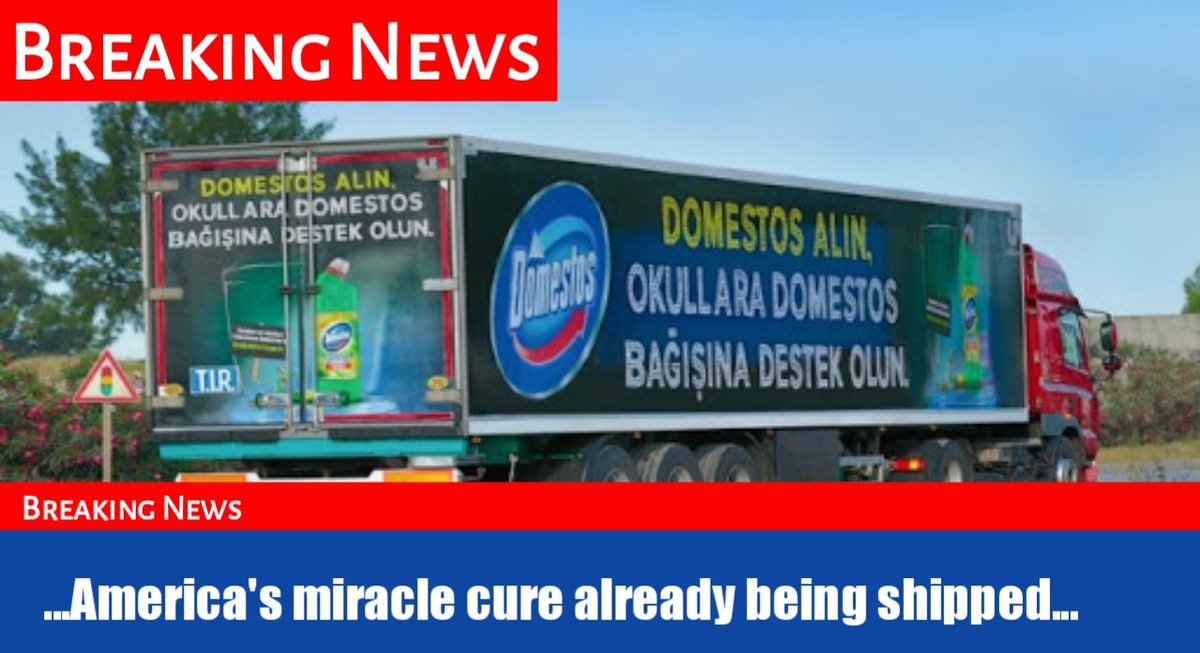 BREAKING NEWS
DOMESTOS ALIN,
OKULLARA DOMESTOS
BAĞIŞINA DESTEK OLUN.
T.I.R.
Domestos
DOMESTOS ALIN,
OKULLARA DOMESTOS
BAĞIŞINA DESTEK OLUN.
BREAKING NEWS
...America's miracle cure already being shipped...